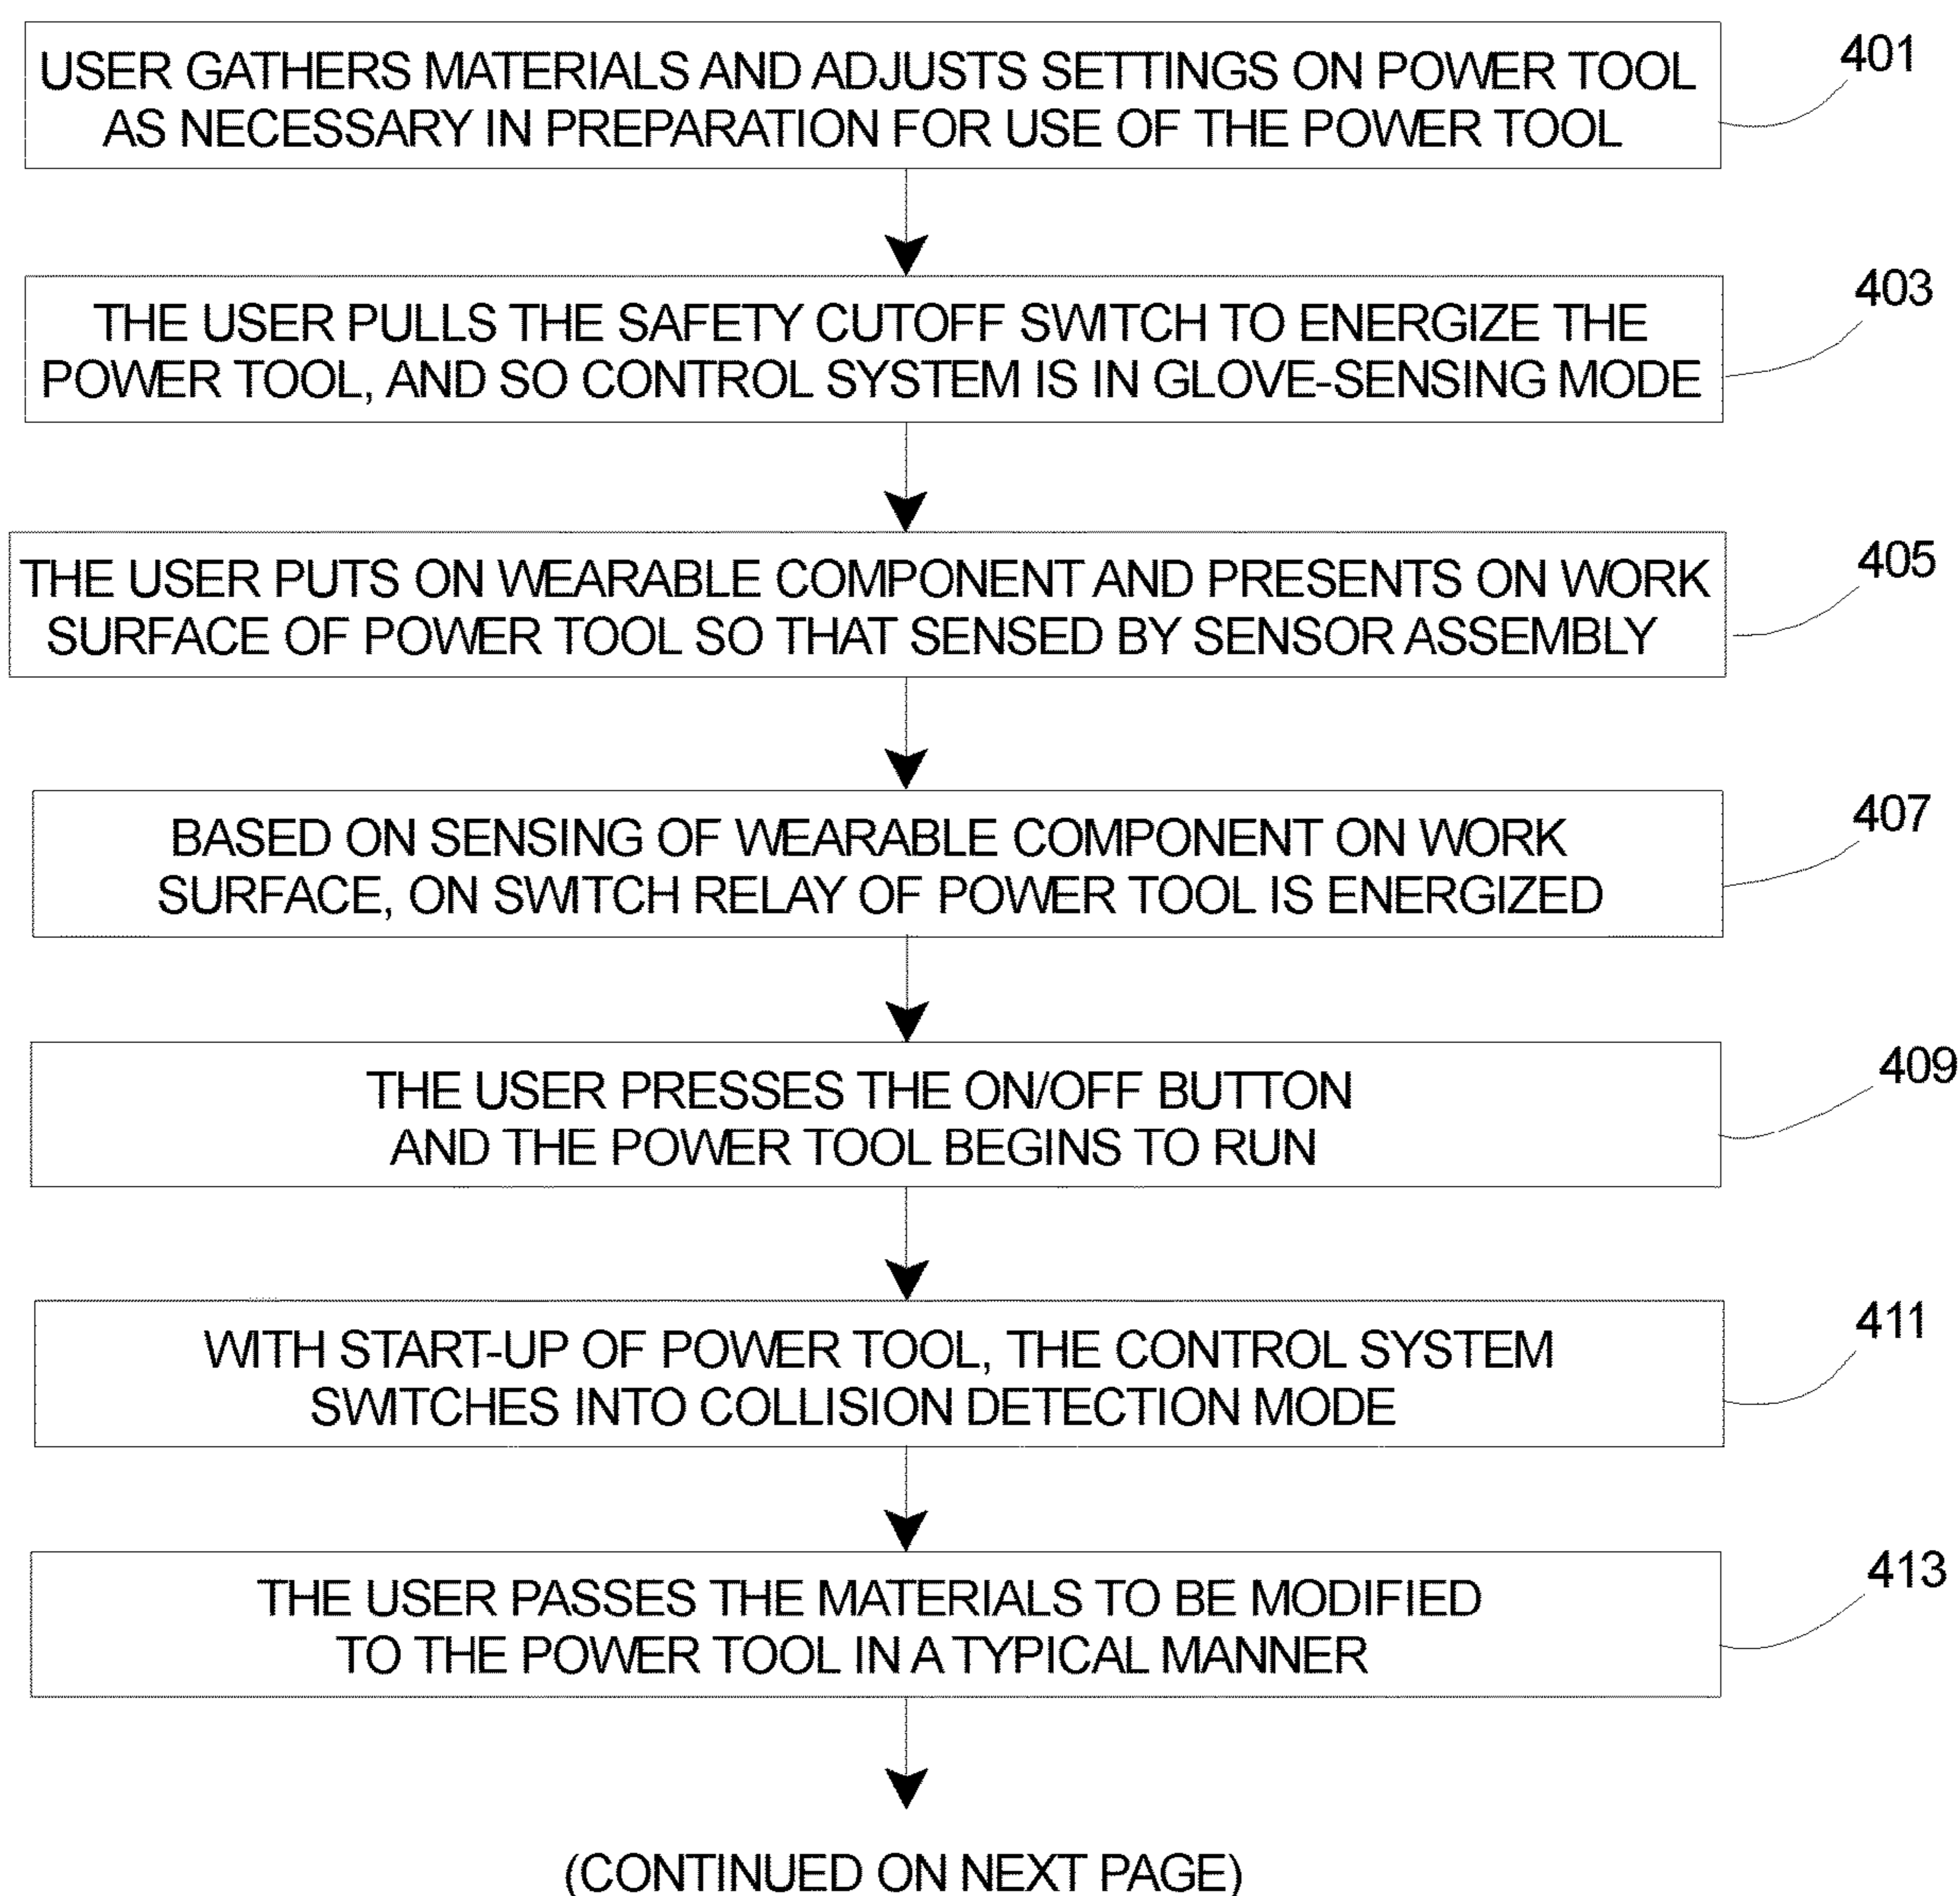 USER GATHERS MATERIALS AND ADJUSTS SETTINGS ON POWER TOOL
AS NECESSARY IN PREPARATION FOR USE OF THE POWER TOOL
401
THE USER PULLS THE SAFETY CUTOFF SWITCH TO ENERGIZE THE
POWER TOOL, AND SO CONTROL SYSTEM IS IN GLOVE-SENSING MODE
403
THE USER PUTS ON WEARABLE COMPONENT AND PRESENTS ON WORK
SURFACE OF POWER TOOL SO THAT SENSED BY SENSOR ASSEMBLY
405
BASED ON SENSING OF WEARABLE COMPONENT ON WORK
SURFACE, ON SWITCH RELAY OF POWER TOOL IS ENERGIZED
407
THE USER PRESSES THE ON/OFF BUTTON
AND THE POWER TOOL BEGINS TO RUN
409
WITH START-UP OF POWER TOOL, THE CONTROL SYSTEM
SWITCHES INTO COLLISION DETECTION MODE
411
THE USER PASSES THE MATERIALS TO BE MODIFIED
TO THE POWER TOOL IN A TYPICAL MANNER
413
(CONTINUED ON NEXT PAGE)